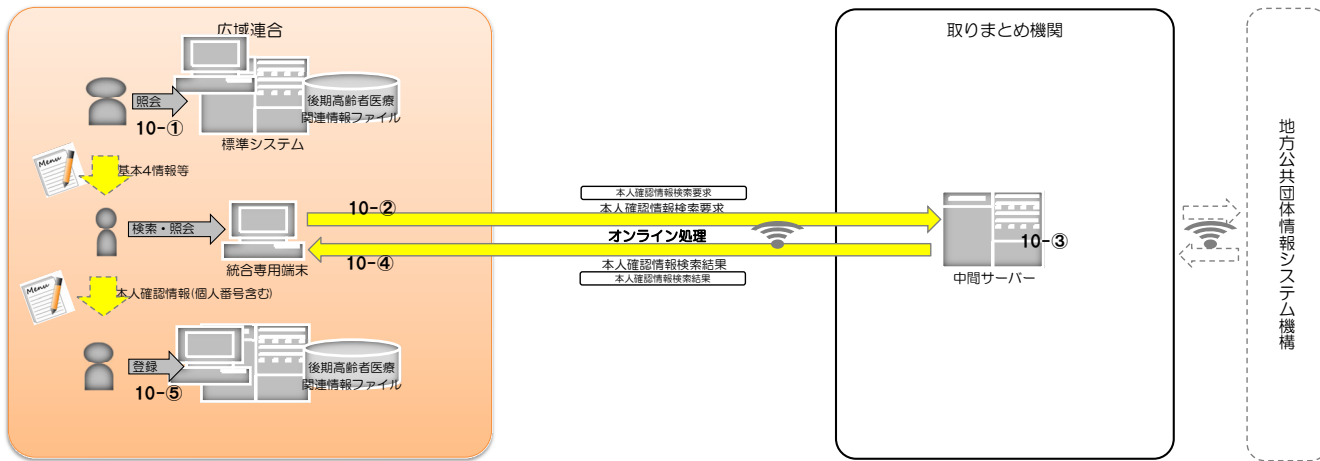 広域連合
照会
10-①
後期高齢者医療
関連情報ファイル
標準システム
Menu
基本4情報等
検索・照会
統合専用端末
10-②
本人確認情報検索要求
本人確認情報検索要求
オンライン処理
10-④
本人確認情報検索結果
本人確認情報検索結果
Menu
本人確認情報(個人番号含む)
登録
10-⑤
後期高齢者医療
関連情報ファイル
取りまとめ機関
10-③
中間サーバー
地方公共団体情報システム機構